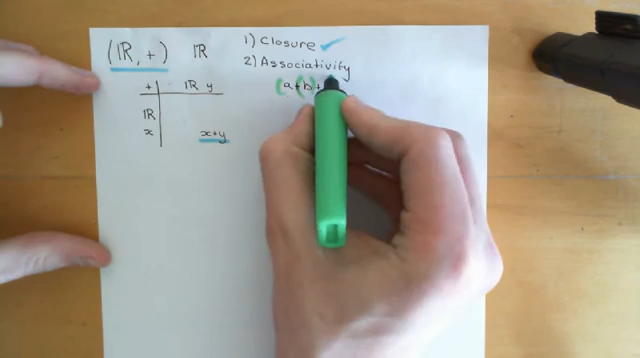 (ℝ, +) ℝ
1) Closure ✓
2) Associativity
(a+(b)+
+ ℝ y
ℝ
x x+y